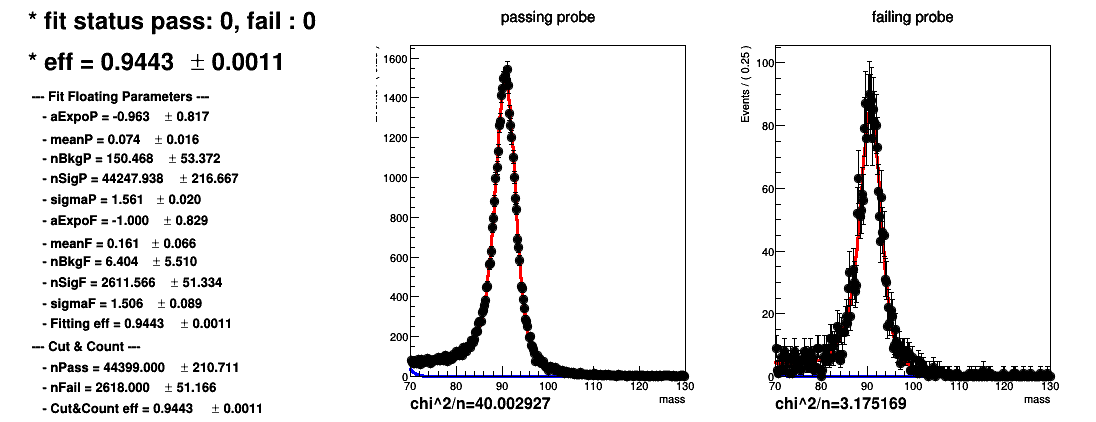 * fit status pass: 0, fail : 0
* eff = 0.9443 ± 0.0011
--- Fit Floating Parameters ---
- aExpoP = -0.963 ± 0.817
- meanP = 0.074 ± 0.016
- nBkgP = 150.468 ± 53.372
- nSigP = 44247.938 ± 216.667
- sigmaP = 1.561 ± 0.020
- aExpoF = -1.000 ± 0.829
- meanF = 0.161 ± 0.066
- nBkgF = 6.404 ± 5.510
- nSigF = 2611.566 ± 51.334
- sigmaF = 1.506 ± 0.089
- Fitting eff = 0.9443 ± 0.0011
--- Cut & Count ---
- nPass = 44399.000 ± 210.711
- nFail = 2618.000 ± 51.166
- Cut&Count eff = 0.9443 ± 0.0011
passing probe
1600
1400
1200
1000
800
600
400
200
0
70 80 90 100 110 120 130
mass
chi^2/n=40.002927
failing probe
Events / ( 0.25 )
100
80
60
40
20
0
70 80 90 100 110 120 130
mass
chi^2/n=3.175169